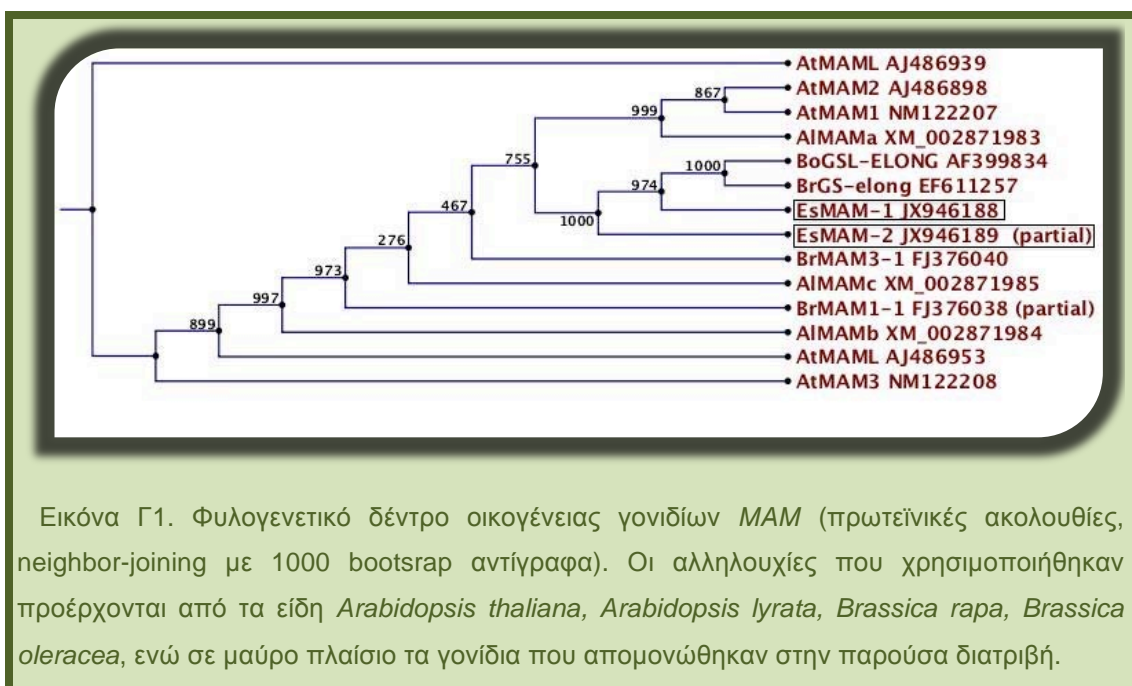 AtMAML AJ486939
867
AtMAM2 AJ486898
999
AtMAM1 NM122207
AlMAMa XM_002871983
755
1000
BoGSL-ELONG AF399834
974
BrGS-elong EF611257
467
1000
EsMAM-1 JX946188
276
EsMAM-2 JX946189 (partial)
BrMAM3-1 FJ376040
973
AlMAMc XM_002871985
997
BrMAM1-1 FJ376038 (partial)
899
AlMAMb XM_002871984
AtMAML AJ486953
AtMAM3 NM122208
Εικόνα Γ1. Φυλογενετικό δέντρο οικογένειας γονιδίων MAM (πρωτεϊνικές ακολουθίες,
neighbor-joining με 1000 bootsrap αντίγραφα). Οι αλληλουχίες που χρησιμοποιήθηκαν
προέρχονται από τα είδη Arabidopsis thaliana, Arabidopsis lyrata, Brassica rapa, Brassica
oleracea, ενώ σε μαύρο πλαίσιο τα γονίδια που απομονώθηκαν στην παρούσα διατριβή.